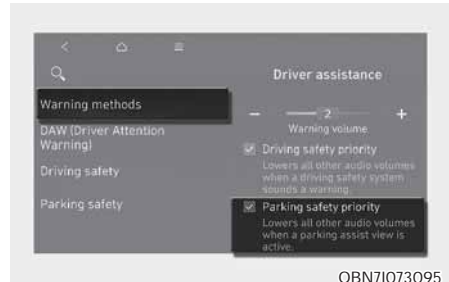 Driver assistance
Warning methods
DAW (Driver Attention
Warning)
Driving safety
Parking safety
− 2 +
Warning volume
Driving safety priority
Lowers all other audio volumes
when a driving safety system
sounds a warning.
Parking safety priority
Lowers all other audio volumes
when a parking assist view is
active.
OBN7I073095